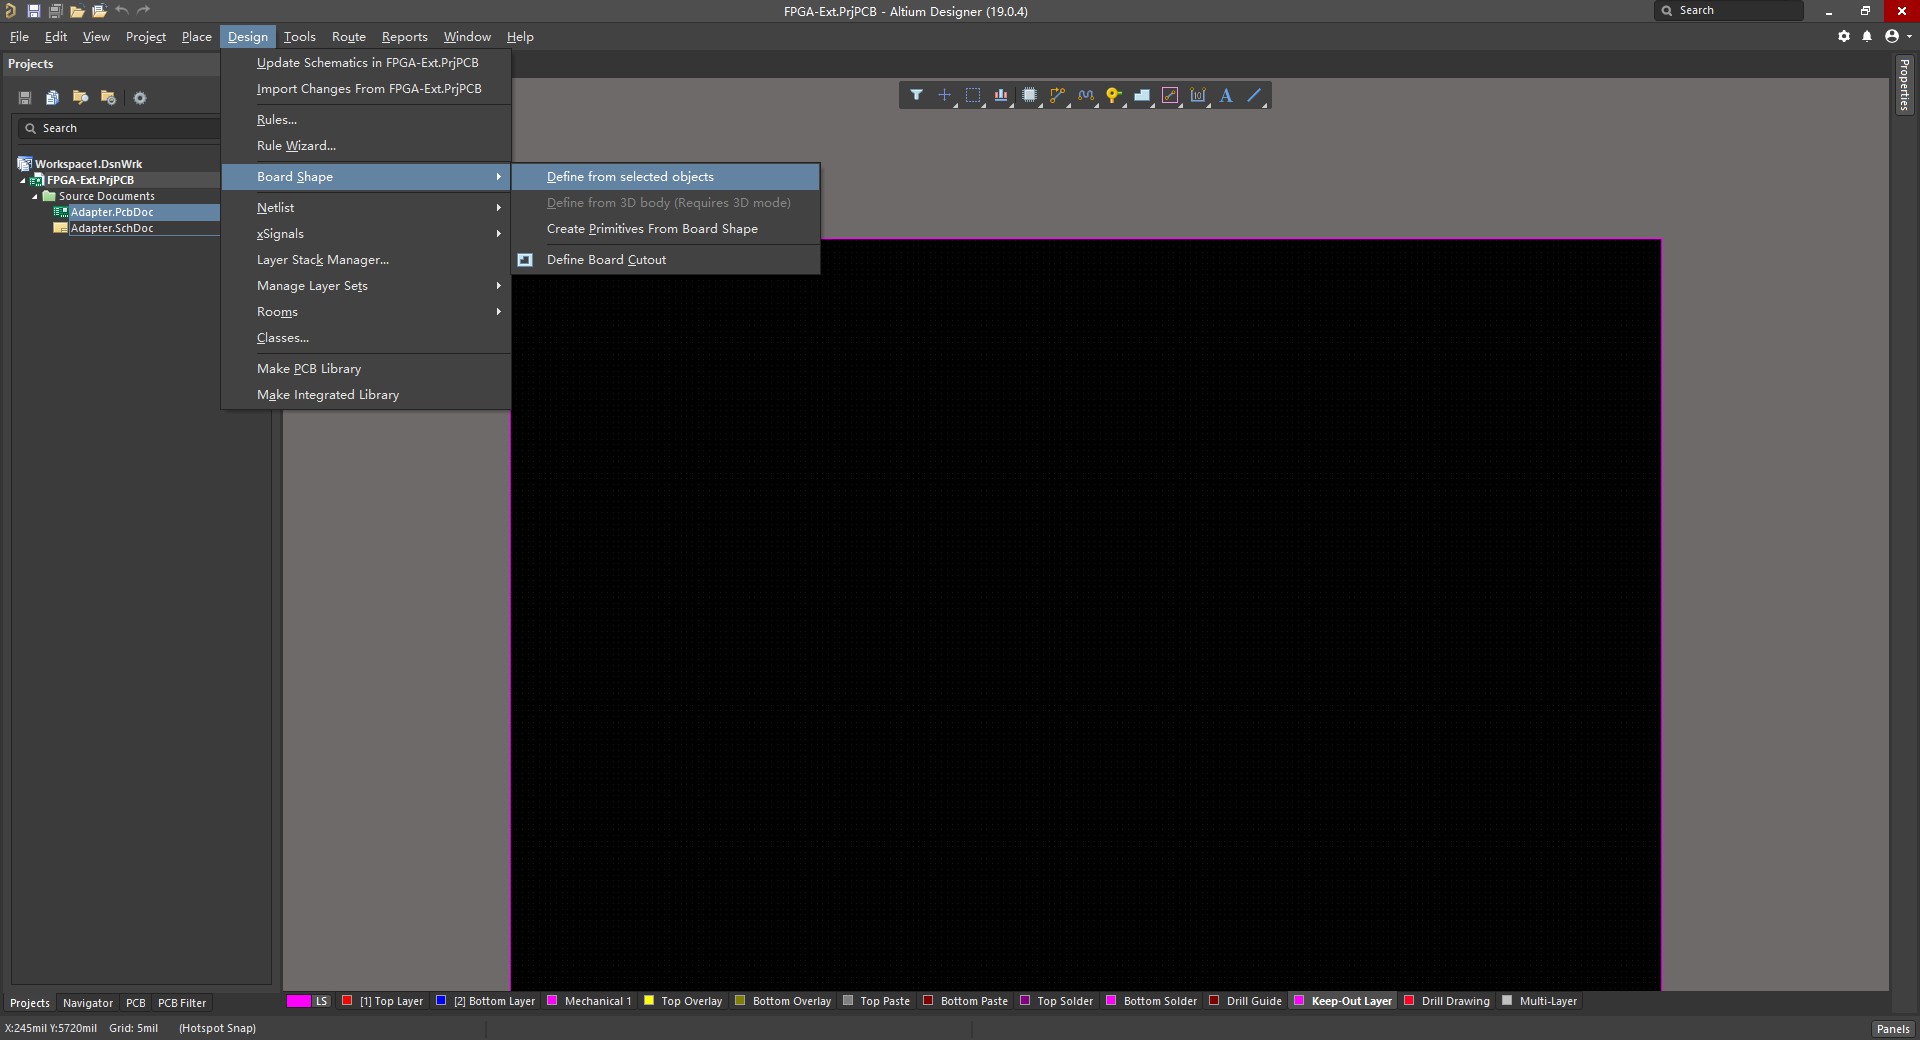 FPGA-Ext.PrjPCB - Altium Designer (19.0.4)
Search
File Edit View Project Place Design Tools Route Reports Window Help
Projects
Search
Workspace1.DsnWrk
FPGA-Ext.PrjPCB
Source Documents
Adapter.PcbDoc
Adapter.SchDoc
Update Schematics in FPGA-Ext.PrjPCB
Import Changes From FPGA-Ext.PrjPCB
Rules...
Rule Wizard...
Board Shape
Netlist
xSignals
Layer Stack Manager...
Manage Layer Sets
Rooms
Classes...
Make PCB Library
Make Integrated Library
Define from selected objects
Define from 3D body (Requires 3D mode)
Create Primitives From Board Shape
Define Board Cutout
A
Properties
Projects Navigator PCB PCB Filter
LS [1] Top Layer [2] Bottom Layer Mechanical 1 Top Overlay Bottom Overlay Top Paste Bottom Paste Top Solder Bottom Solder Drill Guide Keep-Out Layer Drill Drawing Multi-Layer
X:245mil Y:5720mil Grid: 5mil (Hotspot Snap)
Panels